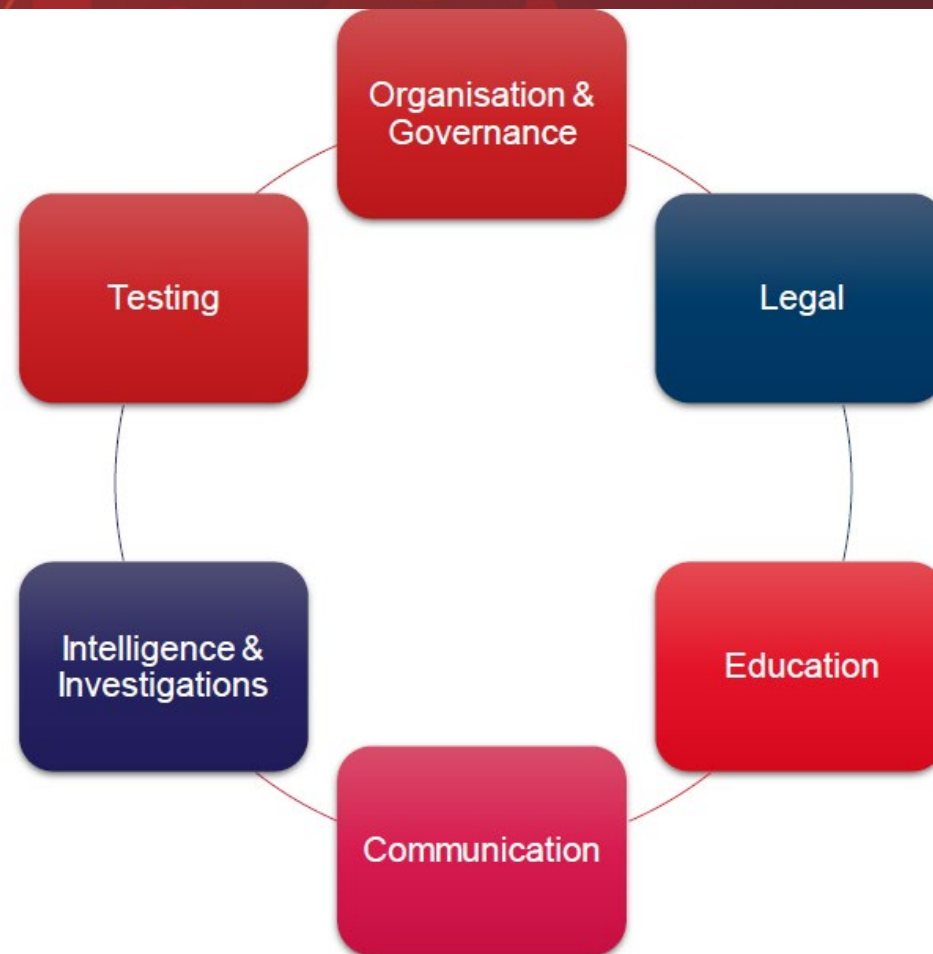 Organisation &
Governance
Testing
Legal
Intelligence &
Investigations
Education
Communication